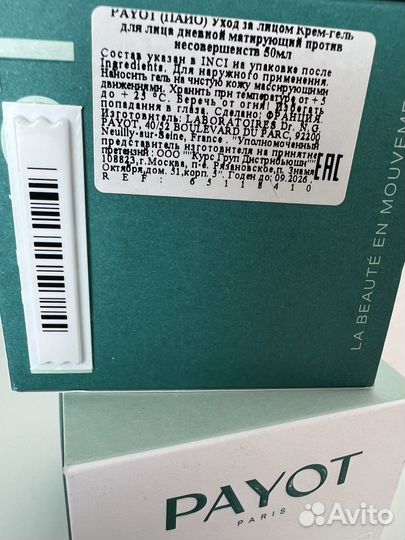 PAYOT (ПАЙО) Уход за лицом Крем-гель
для лица дневной матирующий против
несовершенств 50мл
Состав указан в INCI на упаковке после
Ingredients. Для наружного применения.
Наносить гель на чистую кожу массирующими
движениями. Хранить при температуре от + 5
до + 25 С. Беречь от огня. Избегать
попадания в глаза. Сделано: ФРАНЦИЯ
Изготовитель: LABORATOIRES Dr. N.G.
PAYOT, 40/52 BOULEVARD DU PARC, 92200
Neuilly-sur-Seine, France. "Уполномоченный
представитель изготовителя на принятие
претензий: ООО ""Курс Груп Дистрибьюшн""
108823, г.Москва, п-е. Рязановское, п. Знамя
Октября, дом. 31, корп. 5". Годен до 09.2026
REF: 65118410
EAC
LA BEAUTÉ EN MOUVEME
PAYOT
PARIS
Avito